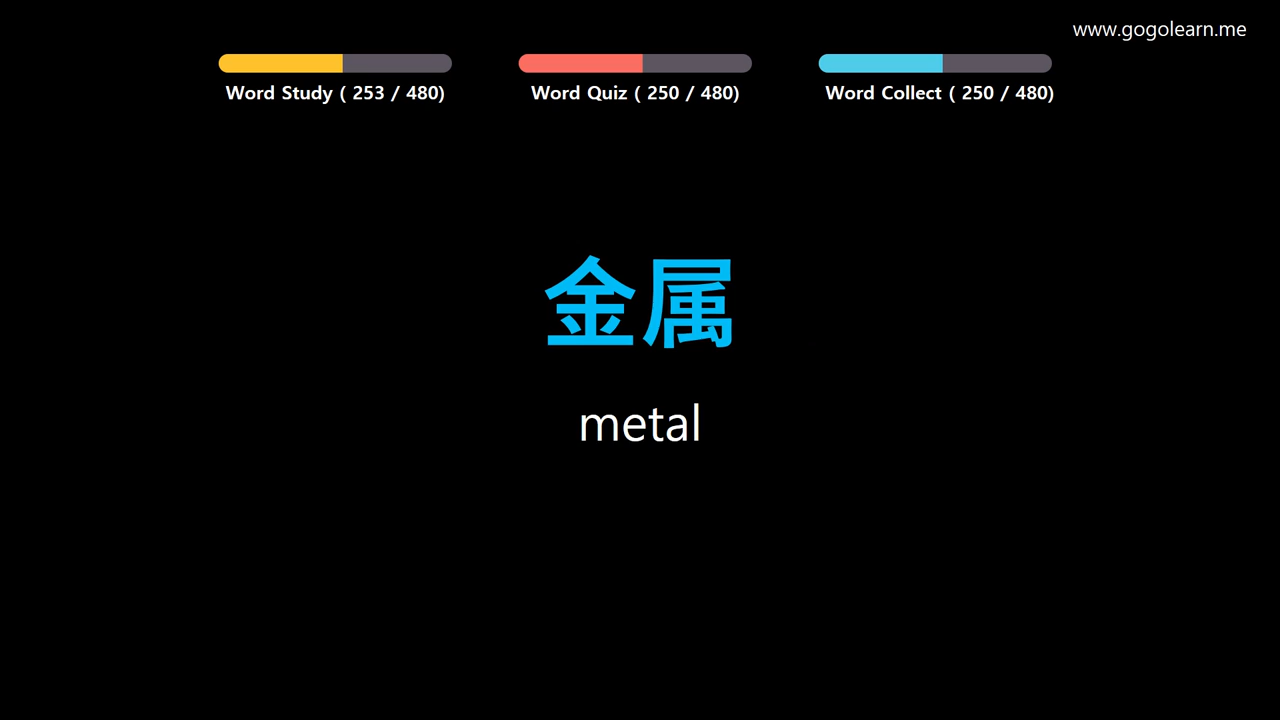 www.gogolearn.me
Word Study ( 253 / 480)
Word Quiz ( 250 / 480)
Word Collect ( 250 / 480)
金属
metal